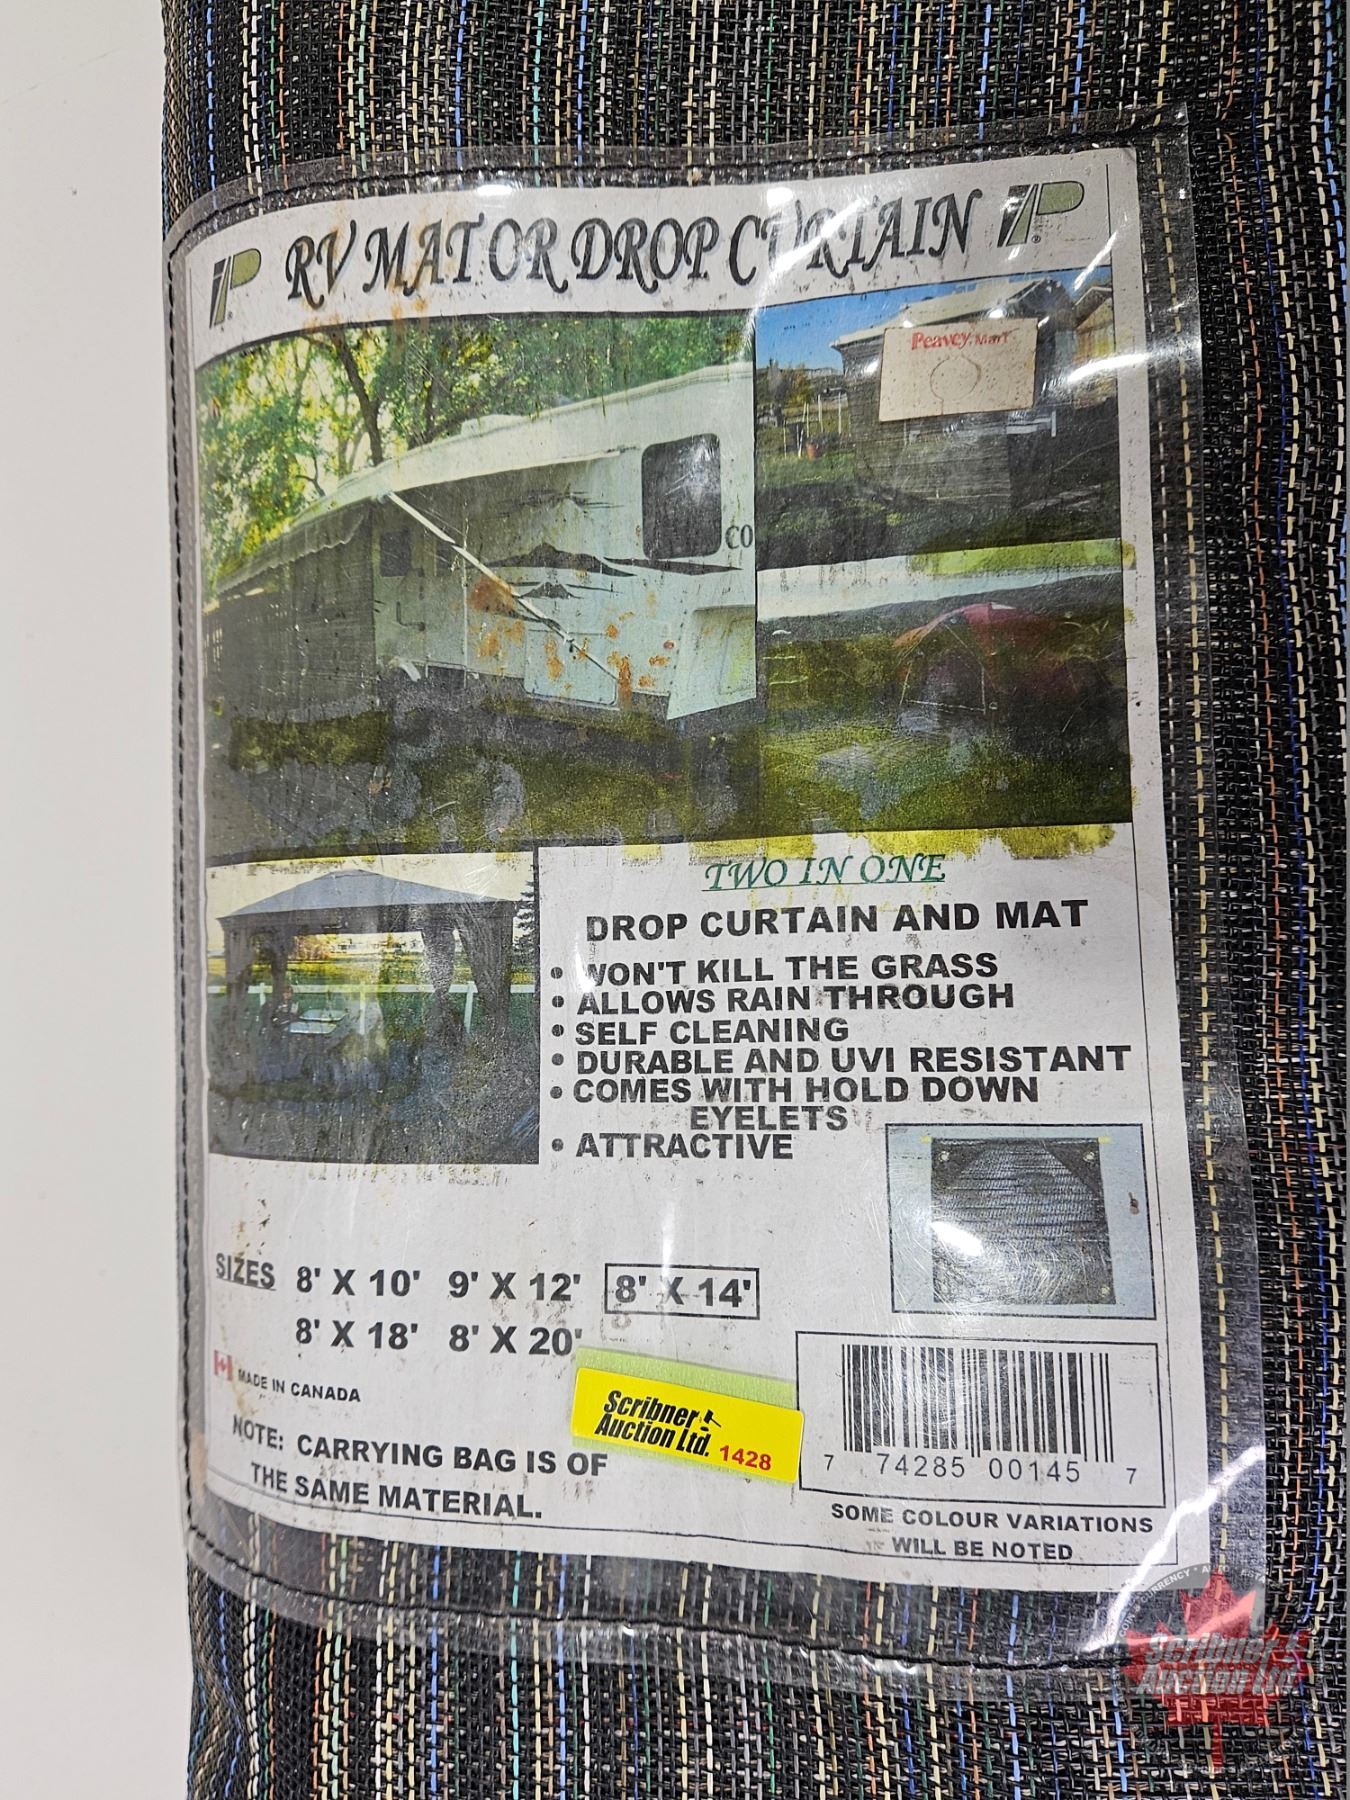 RV MAT OR DROP CURTAIN
Peavey Mart
CO
TWO IN ONE
DROP CURTAIN AND MAT
• WON'T KILL THE GRASS
• ALLOWS RAIN THROUGH
• SELF CLEANING
• DURABLE AND UVI RESISTANT
• COMES WITH HOLD DOWN
EYELETS
• ATTRACTIVE
SIZES 8' X 10' 9' X 12' 8' X 14'
8' X 18' 8' X 20'
MADE IN CANADA
NOTE: CARRYING BAG IS OF
THE SAME MATERIAL.
Scribner
Auction Ltd. 1428
7 74285 00145 7
SOME COLOUR VARIATIONS
WILL BE NOTED
Scribner
Auction Ltd.